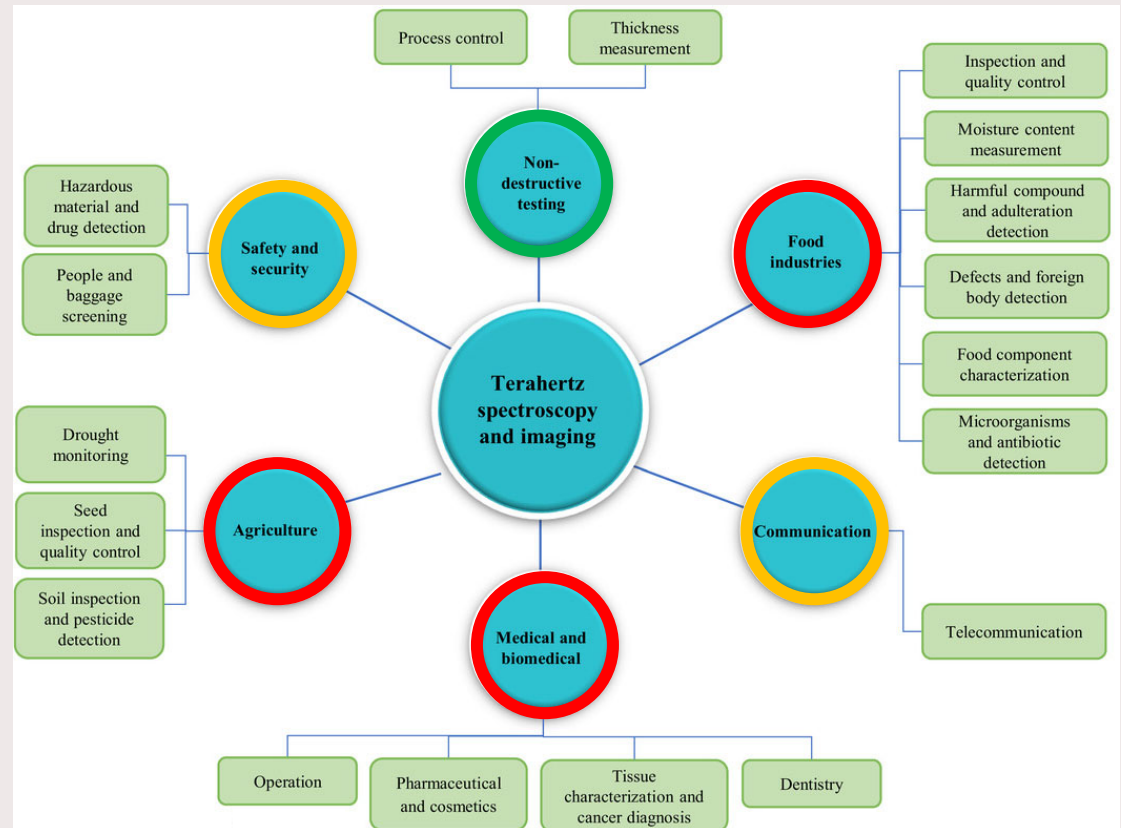 Process control
Thickness
measurement
Non-
destructive
testing
Inspection and
quality control
Moisture content
measurement
Harmful compound
and adulteration
detection
Defects and foreign
body detection
Food component
characterization
Microorganisms
and antibiotic
detection
Food
industries
Hazardous
material and
drug detection
People and
baggage
screening
Safety and
security
Terahertz
spectroscopy
and imaging
Drought
monitoring
Seed
inspection and
quality control
Soil inspection
and pesticide
detection
Agriculture
Communication
Telecommunication
Medical and
biomedical
Operation
Pharmaceutical
and cosmetics
Tissue
characterization and
cancer diagnosis
Dentistry